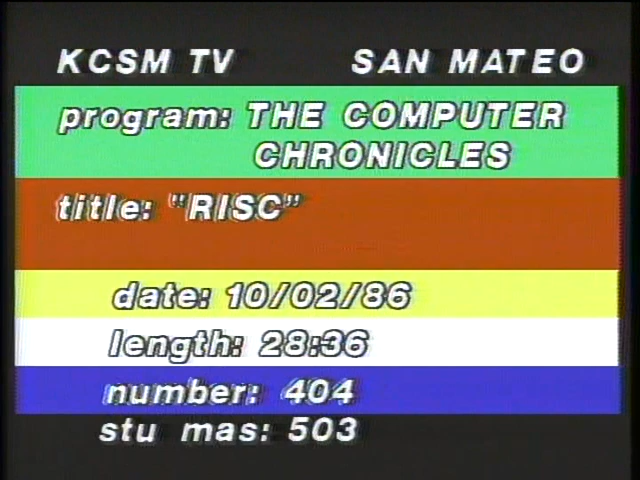 KCSM TV SAN MATEO
program: THE COMPUTER
CHRONICLES
title: "RISC"
date: 10/02/86
length: 28:36
number: 404
stu mas: 503